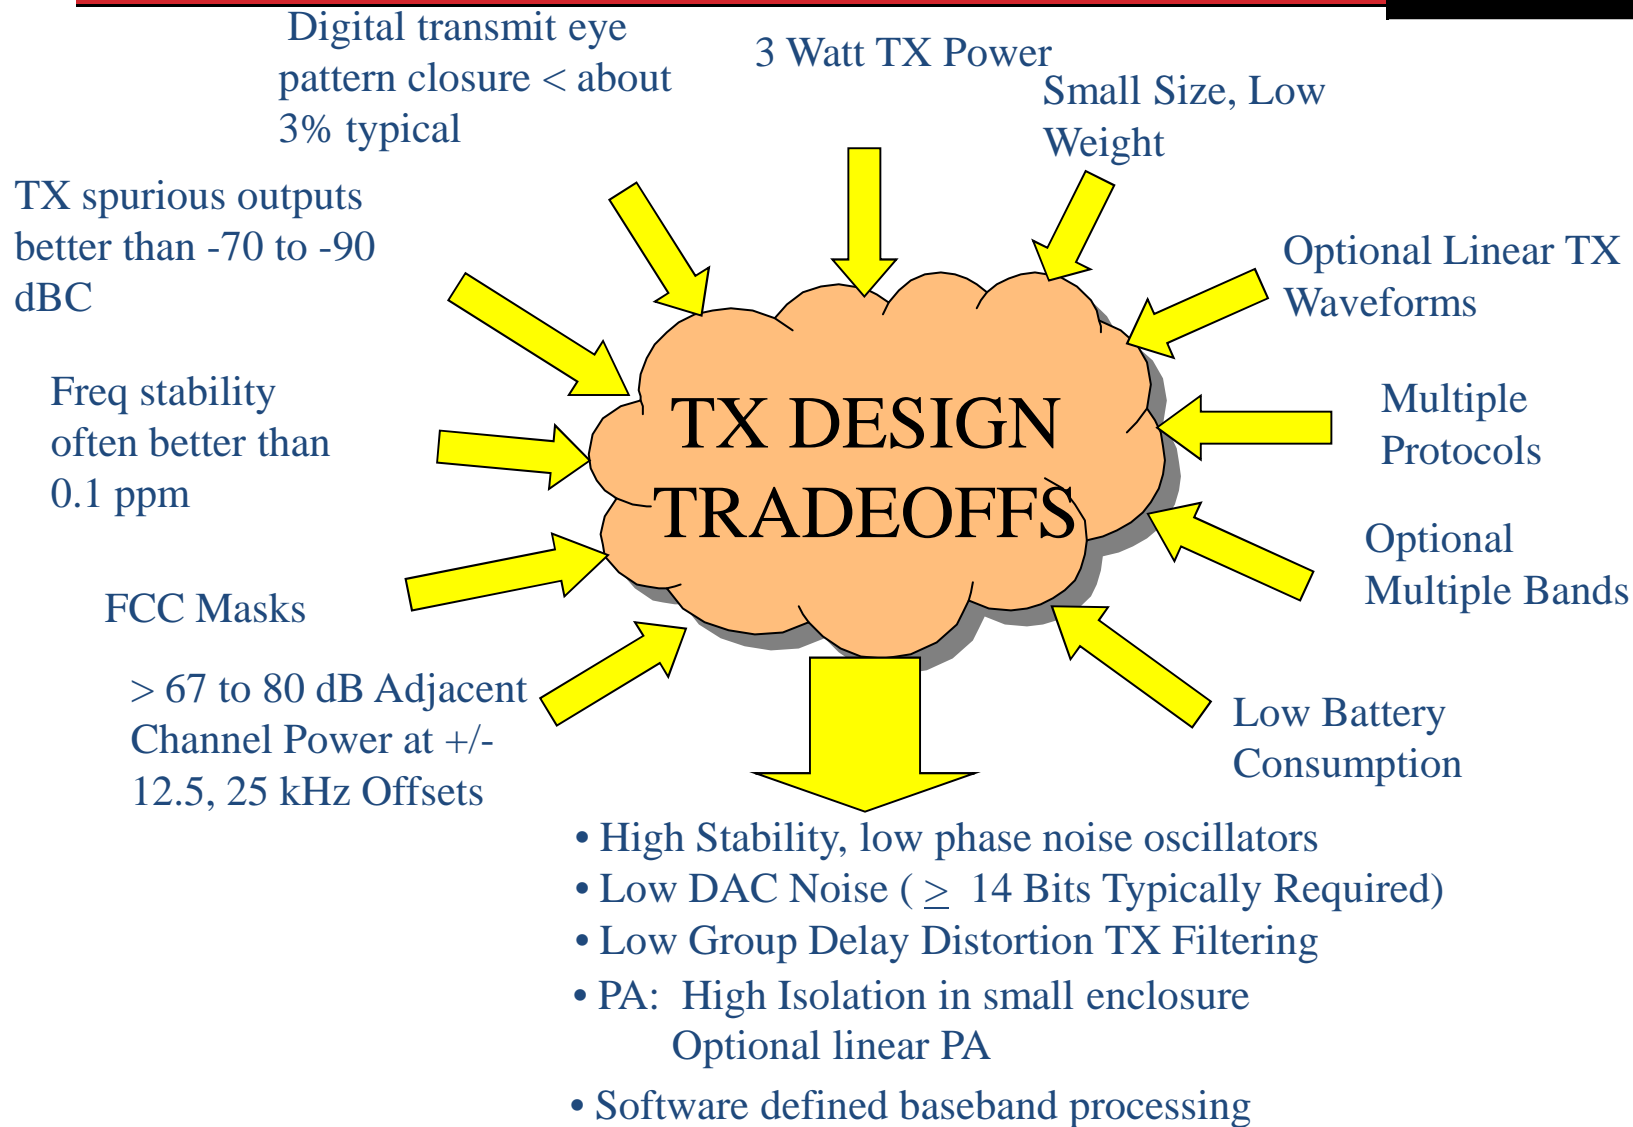 Digital transmit eye
pattern closure < about
3% typical
3 Watt TX Power
Small Size, Low
Weight
TX spurious outputs
better than -70 to -90
dBC
Optional Linear TX
Waveforms
Freq stability
often better than
0.1 ppm
Multiple
Protocols
TX DESIGN
TRADEOFFS
Optional
Multiple Bands
FCC Masks
> 67 to 80 dB Adjacent
Channel Power at +/-
12.5, 25 kHz Offsets
Low Battery
Consumption
• High Stability, low phase noise oscillators
• Low DAC Noise ( ≥ 14 Bits Typically Required)
• Low Group Delay Distortion TX Filtering
• PA: High Isolation in small enclosure
Optional linear PA
• Software defined baseband processing